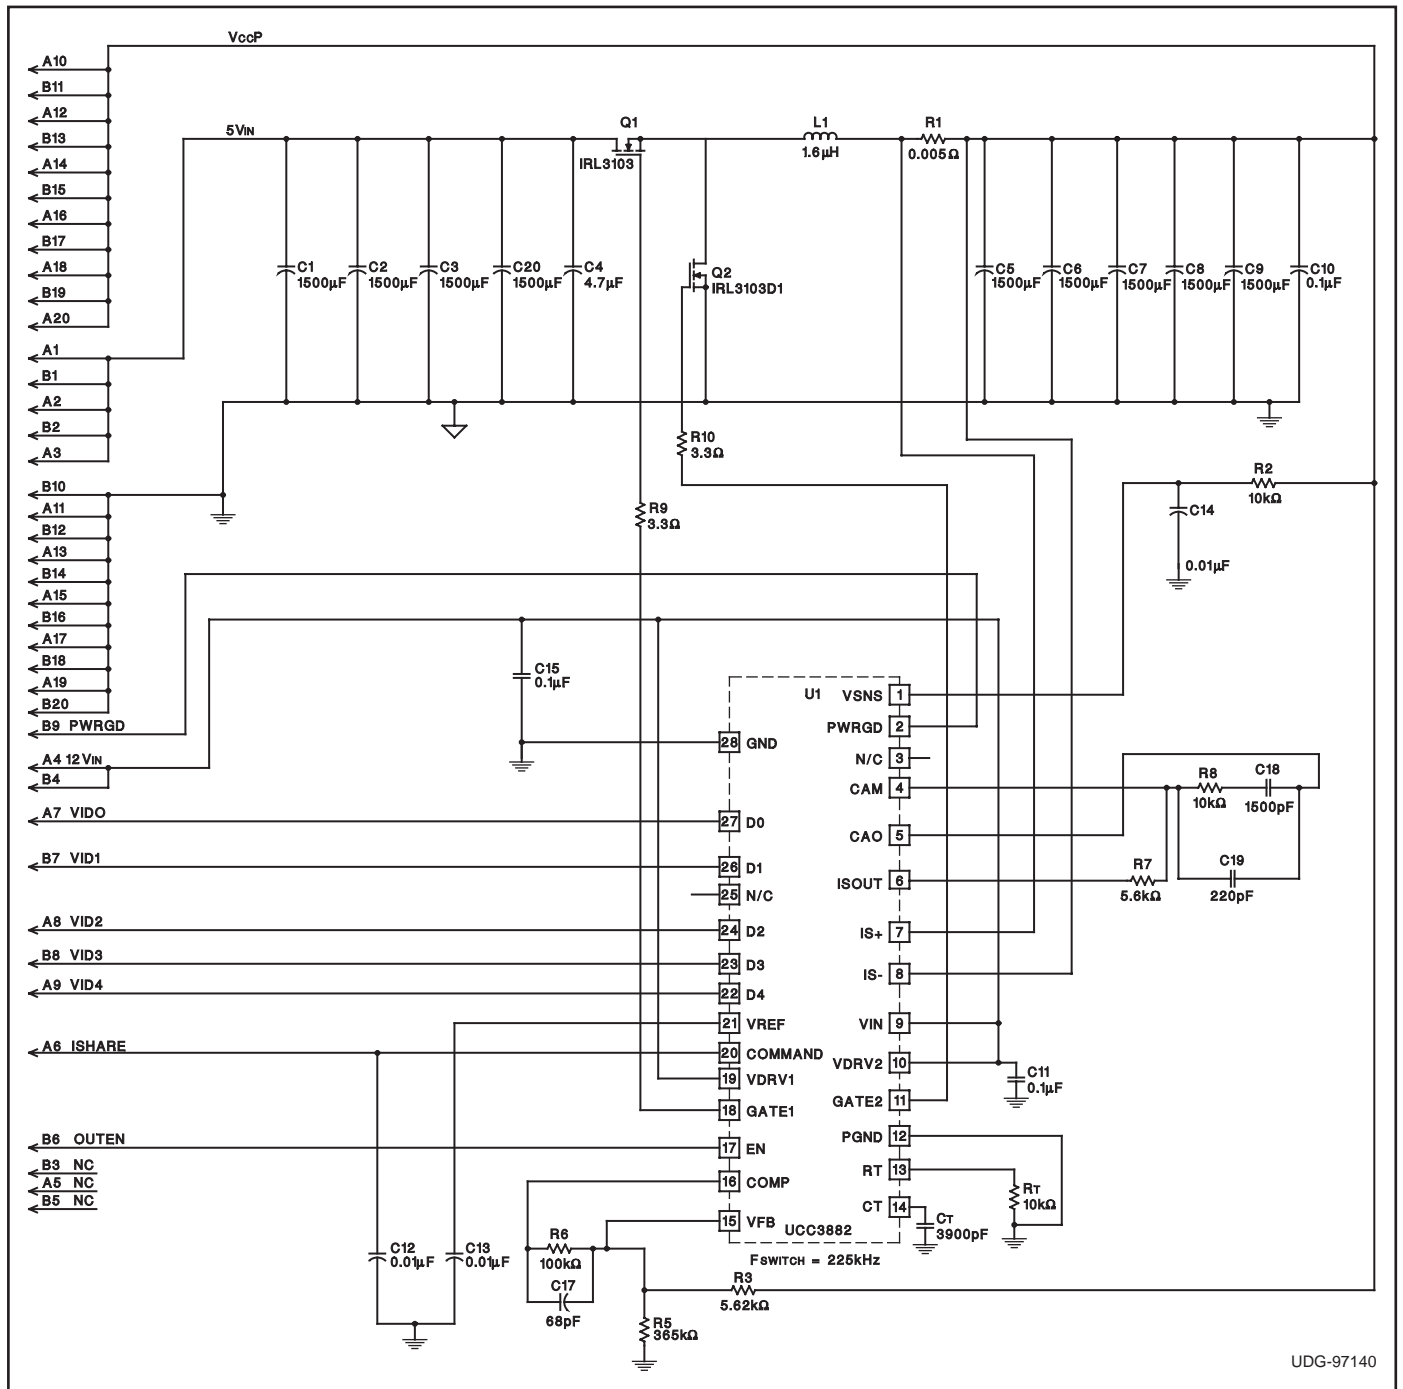 VccP
A10
B11
A12
B13
A14
B15
A16
B17
A18
B19
A20
A1
B1
A2
B2
A3
B10
A11
B12
A13
B14
A15
B16
A17
B18
A19
B20
B9 PWRGD
A4 12VIN
B4
A7 VIDO
B7 VID1
A8 VID2
B8 VID3
A9 VID4
A6 ISHARE
B6 OUTEN
B3 NC
A5 NC
B5 NC
5VIN
C1
1500µF
C2
1500µF
C3
1500µF
C20
1500µF
C4
4.7µF
Q1
IRL3103
Q2
IRL3103D1
L1
1.6µH
R1
0.005Ω
C5
1500µF
C6
1500µF
C7
1500µF
C8
1500µF
C9
1500µF
C10
0.1µF
R10
3.3Ω
R9
3.3Ω
R2
10kΩ
C14
0.01µF
C15
0.1µF
U1
1 VSNS
2 PWRGD
3 N/C
4 CAM
5 CAO
6 ISOUT
7 IS+
8 IS-
9 VIN
10 VDRV2
11 GATE2
12 PGND
13 RT
14 CT
28 GND
27 D0
26 D1
25 N/C
24 D2
23 D3
22 D4
21 VREF
20 COMMAND
19 VDRV1
18 GATE1
17 EN
16 COMP
15 VFB
UCC3882
FSWITCH = 225kHz
R8
10kΩ
C18
1500pF
R7
5.6kΩ
C19
220pF
C11
0.1µF
RT
10kΩ
CT
3900pF
C12
0.01µF
C13
0.01µF
R6
100kΩ
C17
68pF
R3
5.62kΩ
R5
365kΩ
UDG-97140